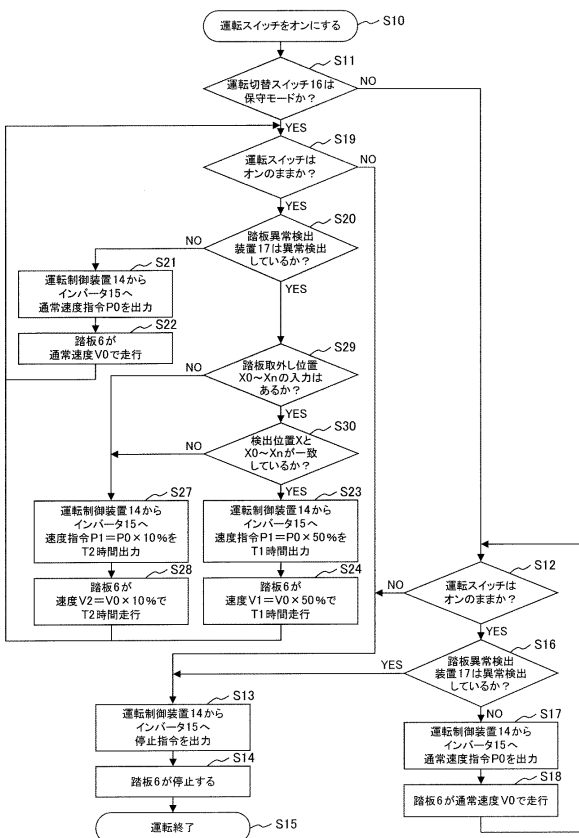 運転スイッチをオンにする
S10
S11
運転切替スイッチ16は
保守モードか?
NO
YES
S19
運転スイッチは
オンのままか?
NO
YES
S20
踏板異常検出
装置17は異常検出
しているか?
NO
YES
S21
運転制御装置14から
インバータ15へ
通常速度指令P0を出力
S22
踏板6が
通常速度V0で走行
S29
踏板取外し位置
X0~Xnの入力は
あるか?
NO
YES
S30
検出位置Xと
X0~Xnが一致
しているか?
NO
YES
S27
運転制御装置14から
インバータ15へ
速度指令P1=P0×10%を
T2時間出力
S23
運転制御装置14から
インバータ15へ
速度指令P1=P0×50%を
T1時間出力
S28
踏板6が
速度V2=V0×10%で
T2時間走行
S24
踏板6が
速度V1=V0×50%で
T1時間走行
S12
運転スイッチは
オンのままか?
NO
YES
S16
踏板異常検出
装置17は異常検出
しているか?
YES
NO
S13
運転制御装置14から
インバータ15へ
停止指令を出力
S14
踏板6が停止する
運転終了
S15
S17
運転制御装置14から
インバータ15へ
通常速度指令P0を出力
S18
踏板6が通常速度V0で走行